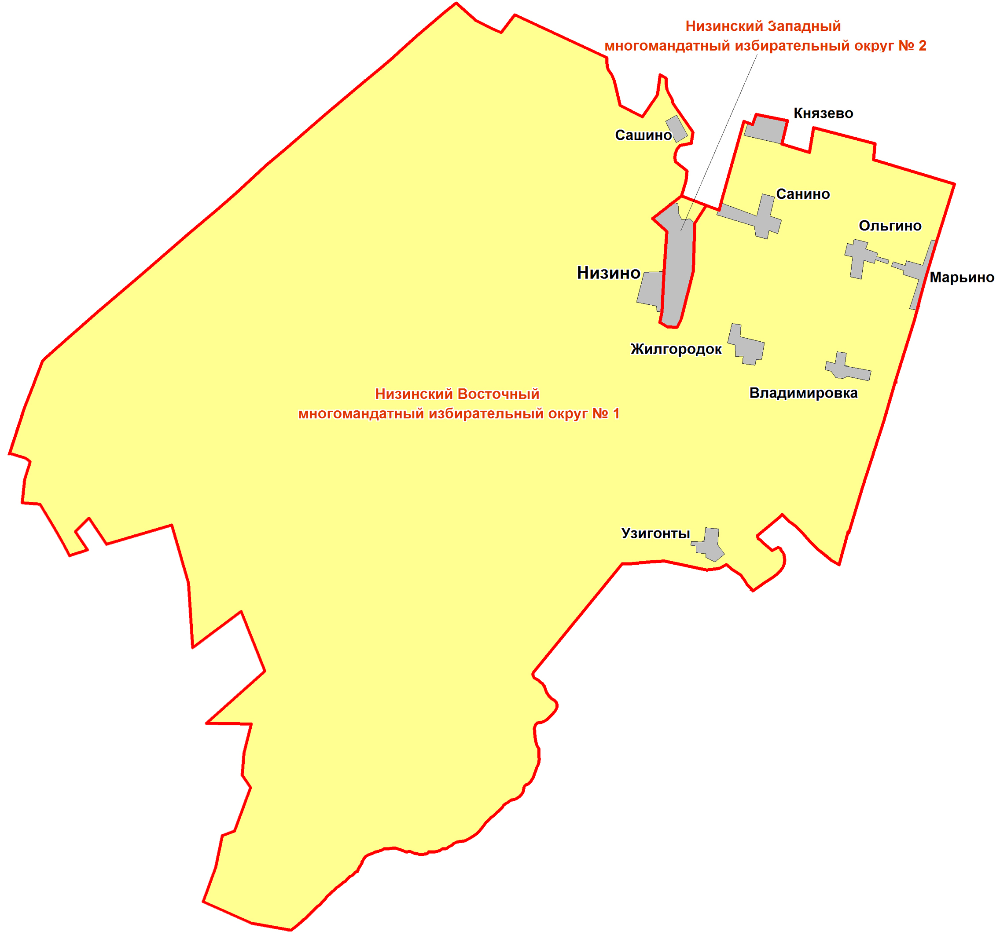 Низинский Западный
многомандатный избирательный округ № 2
Князево
Сашино
Санино
Ольгино
Низино
Марьино
Жилгородок
Низинский Восточный
многомандатный избирательный округ № 1
Владимировка
Узигонты